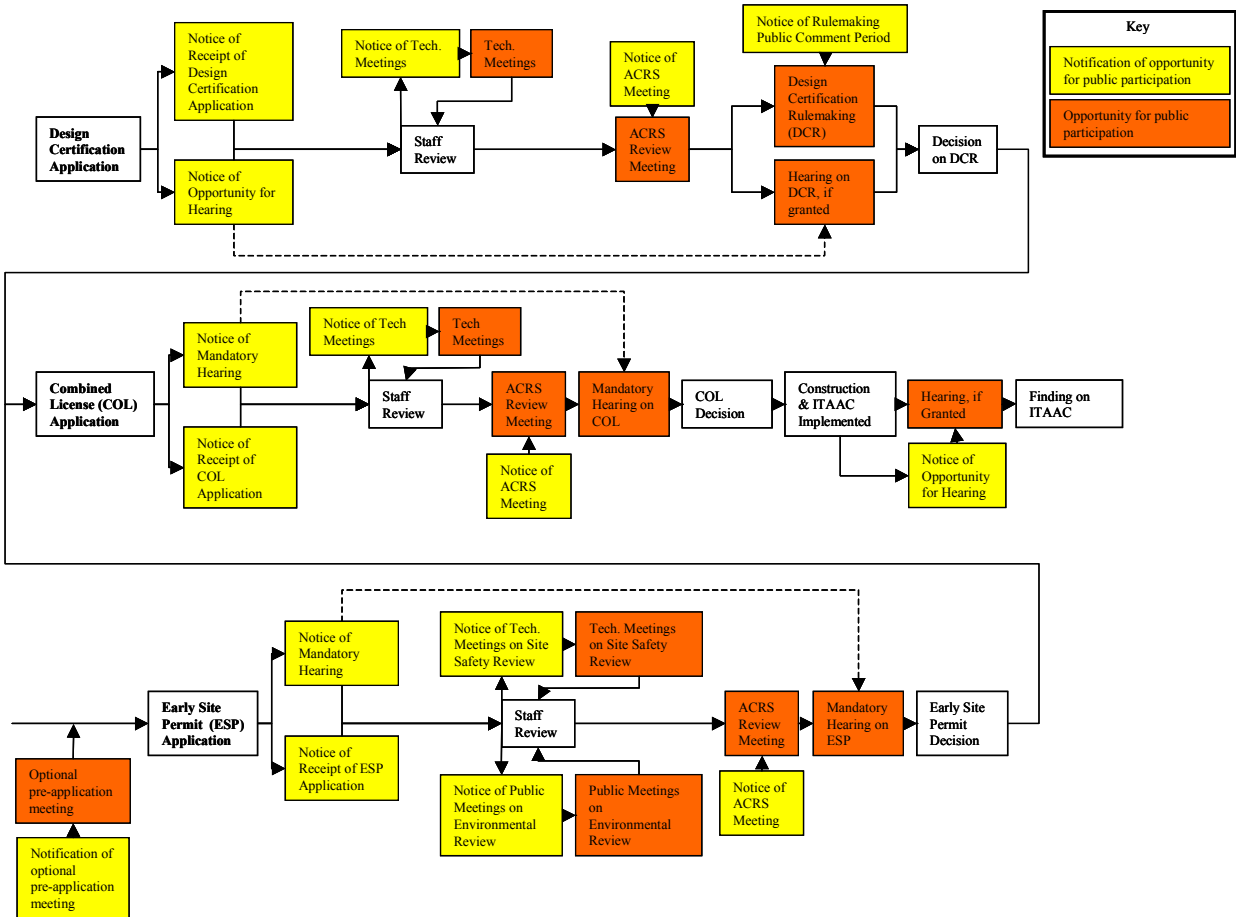 Notice of
Receipt of
Design
Certification
Application
Notice of Tech.
Meetings
Tech.
Meetings
Notice of
ACRS
Meeting
Notice of Rulemaking
Public Comment Period
Key
Notification of opportunity
for public participation
Opportunity for public
participation
Design
Certification
Application
Staff
Review
ACRS
Review
Meeting
Design
Certification
Rulemaking
(DCR)
Decision
on DCR
Notice of
Opportunity for
Hearing
Hearing on
DCR, if
granted
Notice of
Mandatory
Hearing
Notice of Tech
Meetings
Tech
Meetings
Combined
License (COL)
Application
Staff
Review
ACRS
Review
Meeting
Mandatory
Hearing on
COL
COL
Decision
Construction
& ITAAC
Implemented
Hearing, if
Granted
Finding on
ITAAC
Notice of
Receipt of
COL
Application
Notice of
ACRS
Meeting
Notice of
Opportunity
for Hearing
Notice of
Mandatory
Hearing
Notice of Tech.
Meetings on Site
Safety Review
Tech. Meetings
on Site Safety
Review
Early Site
Permit (ESP)
Application
Staff
Review
ACRS
Review
Meeting
Mandatory
Hearing on
ESP
Early Site
Permit
Decision
Notice of
Receipt of ESP
Application
Optional
pre-application
meeting
Notice of Public
Meetings on
Environmental
Review
Public Meetings
on
Environmental
Review
Notice of
ACRS
Meeting
Notification of
optional
pre-application
meeting